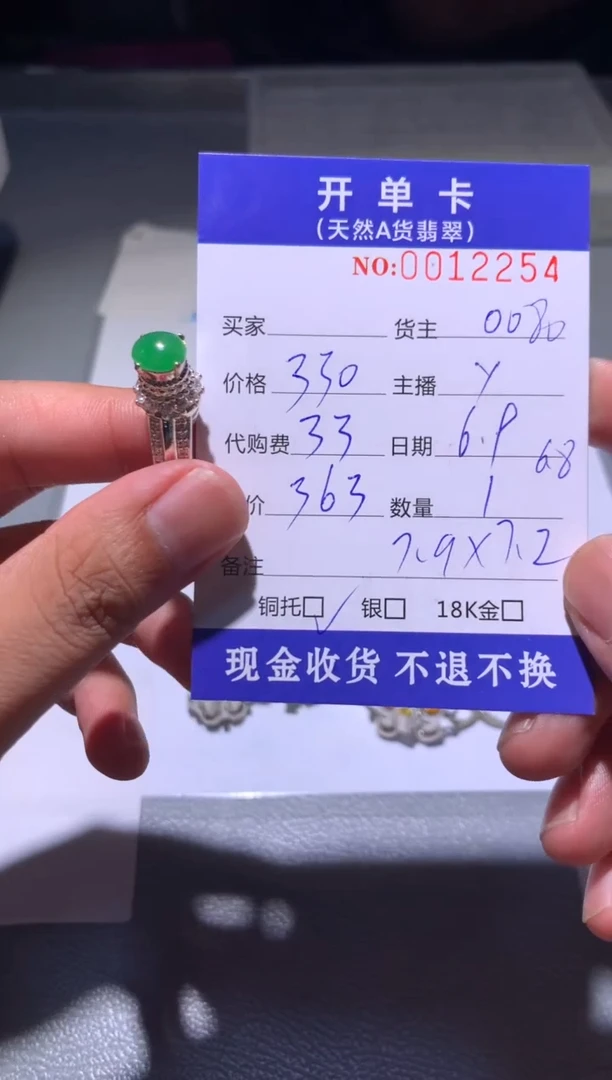 开单卡
(天然A货翡翠)
NO:0012254
买家 货主 0080
价格 330 主播 y
代购费 33 日期 6.9
68
价 363 数量 1
7.9X7.2
备注
铜托☐✓ 银☐ 18K金☐
现金收货 不退不换